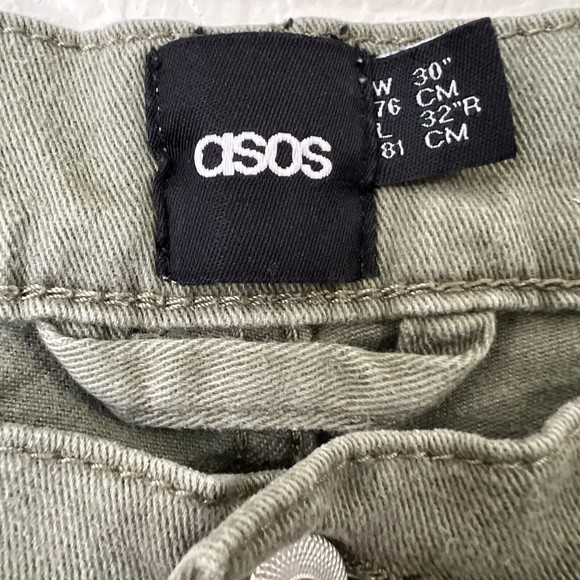 asos
W 30"
76 CM
L 32"R
81 CM